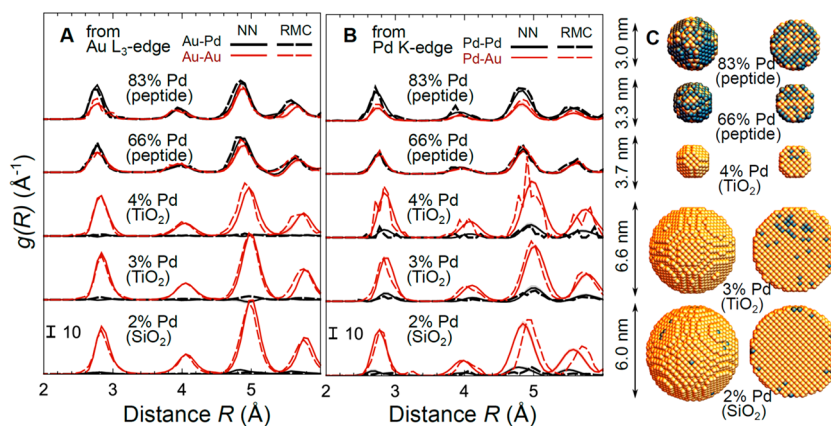 A
from
Au L3-edge
NN RMC
Au-Pd
Au-Au
83% Pd
(peptide)
66% Pd
(peptide)
4% Pd
(TiO2)
3% Pd
(TiO2)
2% Pd
(SiO2)
10
g(R) (Å-1)
2 3 4 5 6
Distance R (Å)
B
from
Pd K-edge
NN RMC
Pd-Pd
Pd-Au
83% Pd
(peptide)
66% Pd
(peptide)
4% Pd
(TiO2)
3% Pd
(TiO2)
2% Pd
(SiO2)
10
2 3 4 5 6
Distance R (Å)
C
3.0 nm
83% Pd
(peptide)
3.3 nm
66% Pd
(peptide)
3.7 nm
4% Pd
(TiO2)
6.6 nm
3% Pd
(TiO2)
6.0 nm
2% Pd
(SiO2)